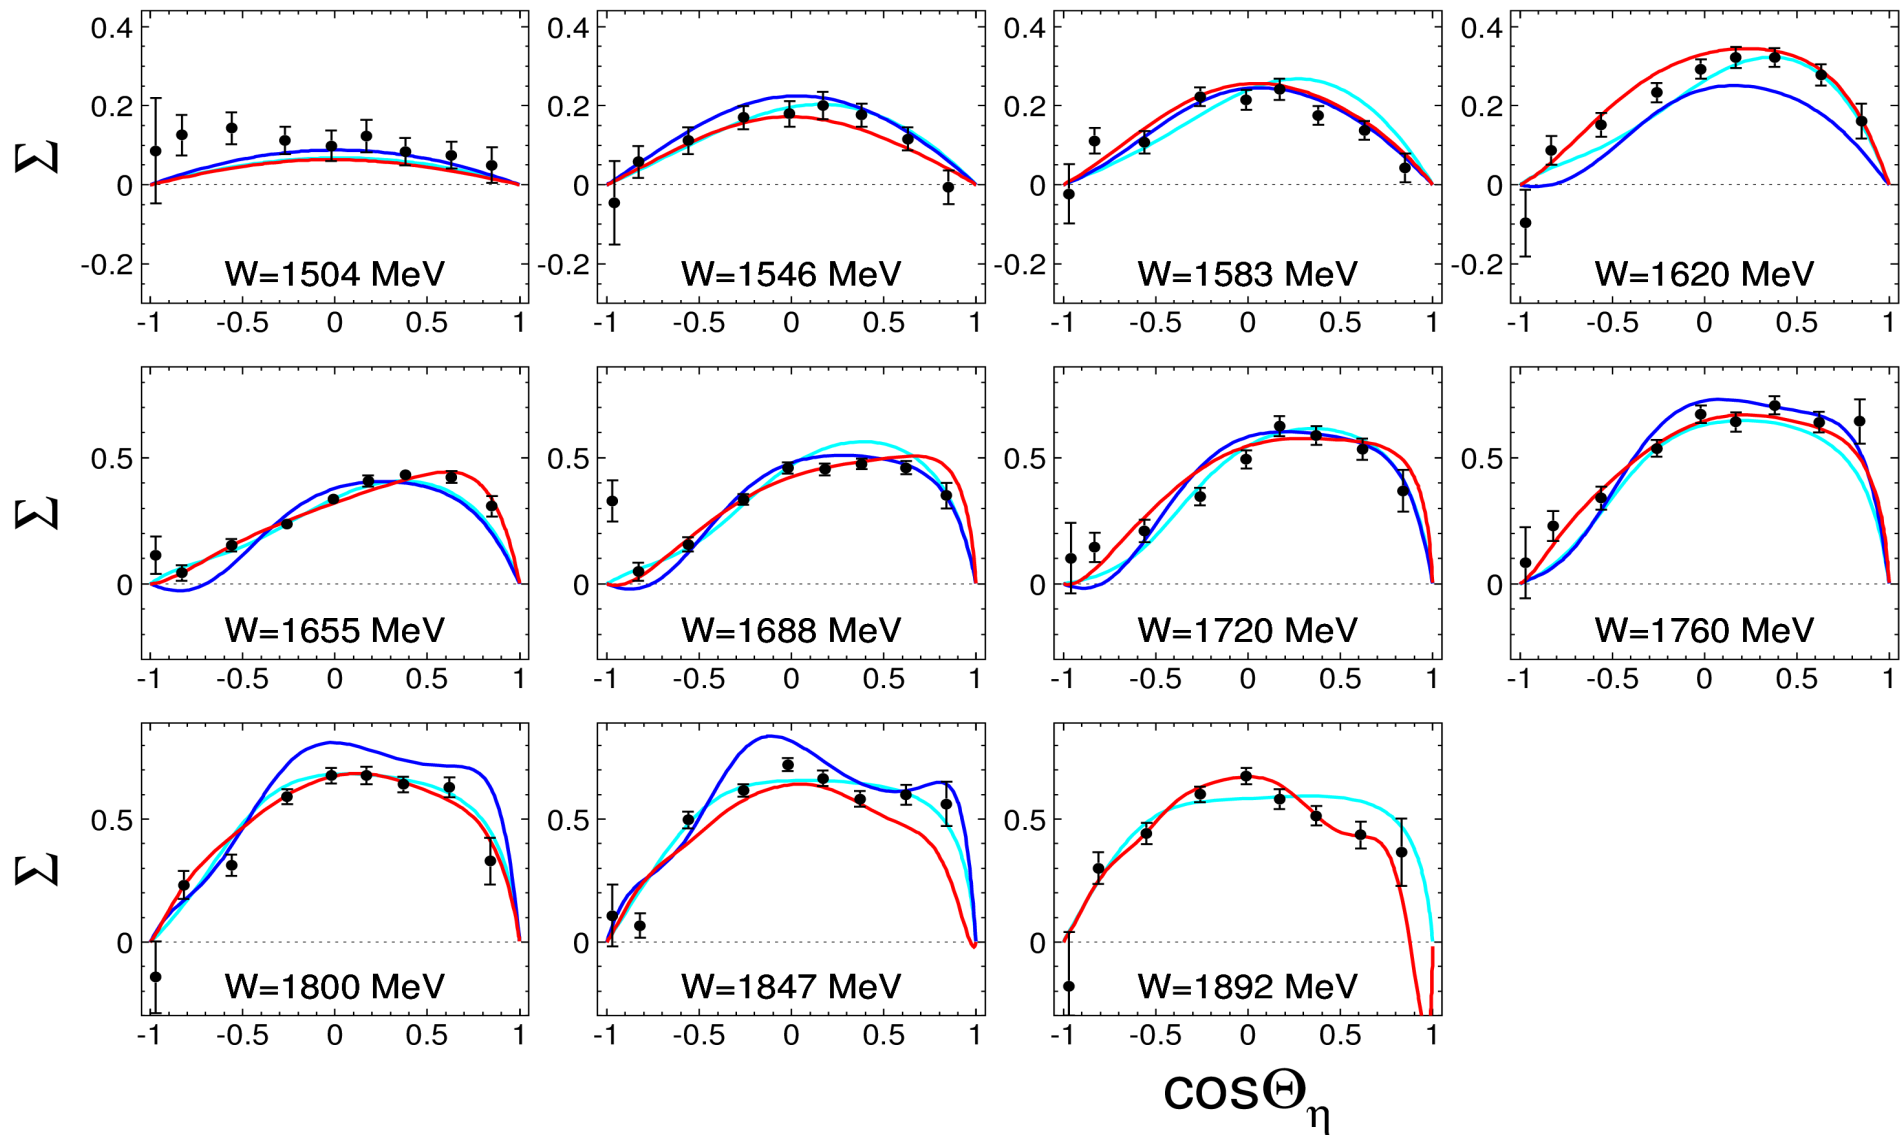 0.4 0.4 0.4 0.4
Σ 0.2 0.2 0.2 0.2
0 0 0 0
-0.2 W=1504 MeV -0.2 W=1546 MeV -0.2 W=1583 MeV -0.2 W=1620 MeV
-1 -0.5 0 0.5 1 -1 -0.5 0 0.5 1 -1 -0.5 0 0.5 1 -1 -0.5 0 0.5 1
Σ 0.5 0.5 0.5 0.5
0 0 0 0
W=1655 MeV W=1688 MeV W=1720 MeV W=1760 MeV
-1 -0.5 0 0.5 1 -1 -0.5 0 0.5 1 -1 -0.5 0 0.5 1 -1 -0.5 0 0.5 1
Σ 0.5 0.5 0.5
0 0 0
W=1800 MeV W=1847 MeV W=1892 MeV
-1 -0.5 0 0.5 1 -1 -0.5 0 0.5 1 -1 -0.5 0 0.5 1
cosΘη